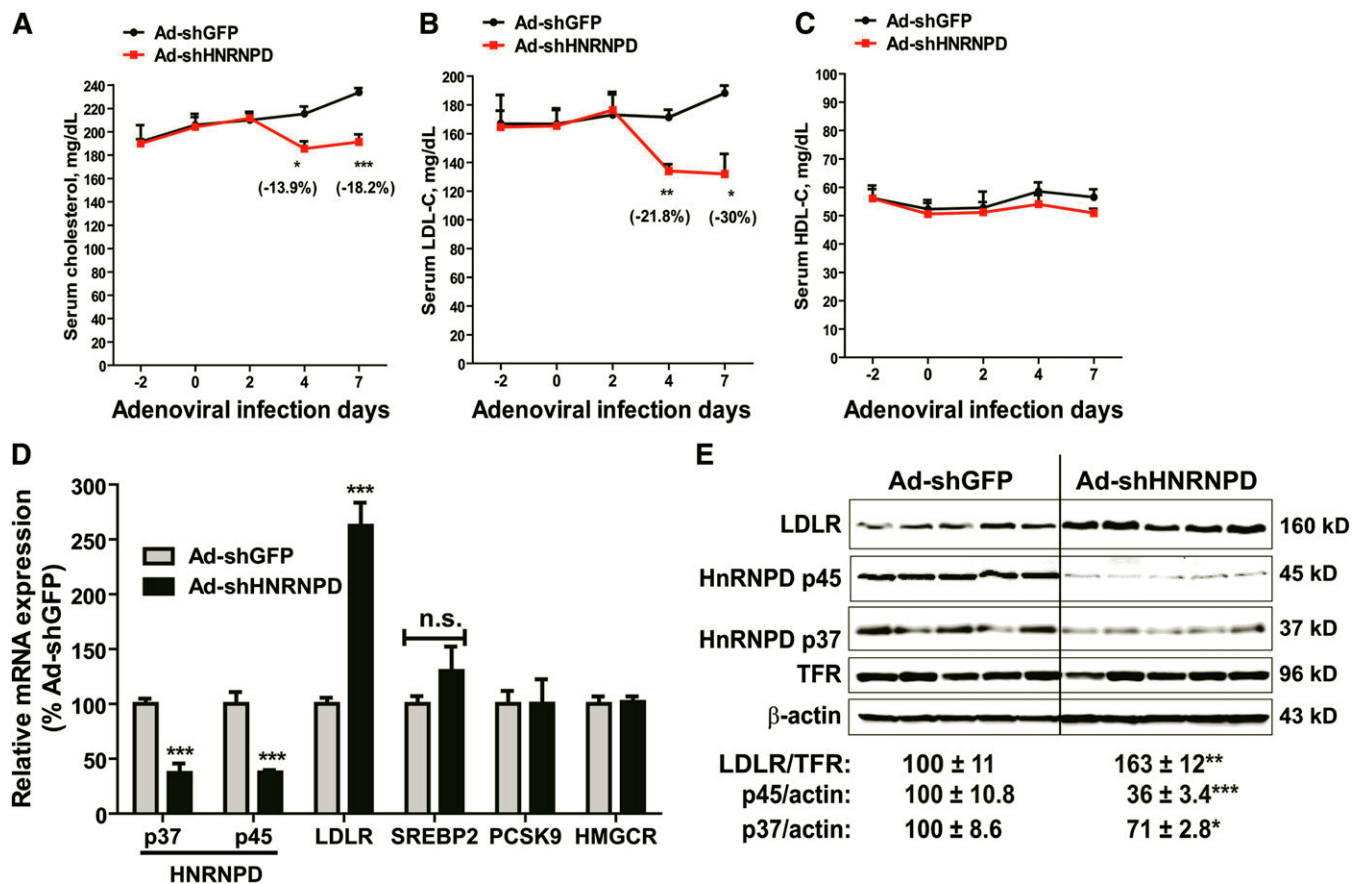 A
Ad-shGFP
Ad-shHNRNPD
Serum cholesterol, mg/dL
240
220
200
180
160
140
120
100
80
60
40
20
0
*
(-13.9%)
***
(-18.2%)
-2 0 2 4 7
Adenoviral infection days
B
Ad-shGFP
Ad-shHNRNPD
Serum LDL-C, mg/dL
200
180
160
140
120
100
80
60
40
20
0
**
(-21.8%)
*
(-30%)
-2 0 2 4 7
Adenoviral infection days
C
Ad-shGFP
Ad-shHNRNPD
Serum HDL-C, mg/dL
100
90
80
70
60
50
40
30
20
10
0
-2 0 2 4 7
Adenoviral infection days
D
Relative mRNA expression
(% Ad-shGFP)
300
250
200
150
100
50
0
Ad-shGFP
Ad-shHNRNPD
*** *** *** n.s.
p37 p45 LDLR SREBP2 PCSK9 HMGCR
HNRNPD
E
Ad-shGFP Ad-shHNRNPD
LDLR 160 kD
HnRNPD p45 45 kD
HnRNPD p37 37 kD
TFR 96 kD
β-actin 43 kD
LDLR/TFR: 100 ± 11 163 ± 12**
p45/actin: 100 ± 10.8 36 ± 3.4***
p37/actin: 100 ± 8.6 71 ± 2.8*